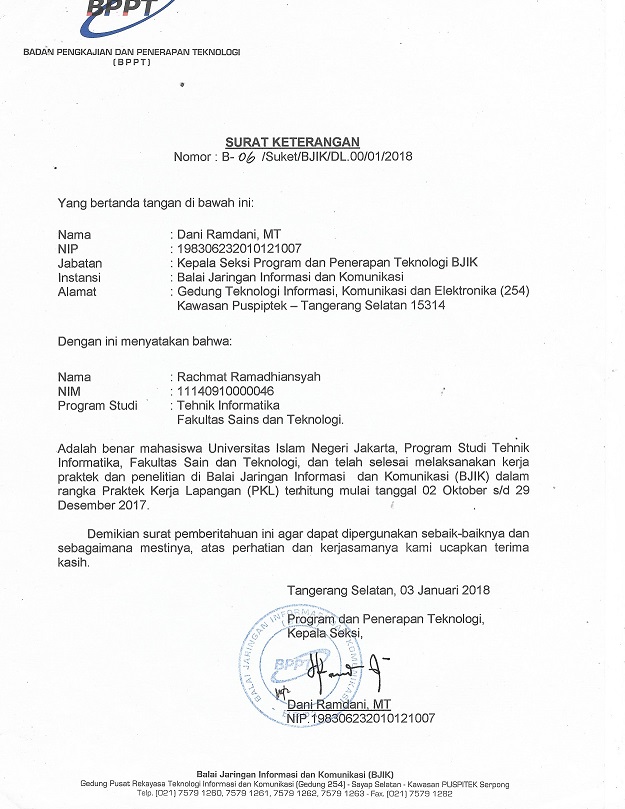 BPPT
BADAN PENGKAJIAN DAN PENERAPAN TEKNOLOGI
(BPPT)
SURAT KETERANGAN
Nomor : B- 06 /Suket/BJIK/DL.00/01/2018
Yang bertanda tangan di bawah ini:
Nama : Dani Ramdani, MT
NIP : 198306232010121007
Jabatan : Kepala Seksi Program dan Penerapan Teknologi BJIK
Instansi : Balai Jaringan Informasi dan Komunikasi
Alamat : Gedung Teknologi Informasi, Komunikasi dan Elektronika (254)
Kawasan Puspiptek – Tangerang Selatan 15314
Dengan ini menyatakan bahwa:
Nama : Rachmat Ramadhiansyah
NIM : 11140910000046
Program Studi : Tehnik Informatika
Fakultas Sains dan Teknologi.
Adalah benar mahasiswa Universitas Islam Negeri Jakarta, Program Studi Tehnik
Informatika, Fakultas Sain dan Teknologi, dan telah selesai melaksanakan kerja
praktek dan penelitian di Balai Jaringan Informasi dan Komunikasi (BJIK) dalam
rangka Praktek Kerja Lapangan (PKL) terhitung mulai tanggal 02 Oktober s/d 29
Desember 2017.
Demikian surat pemberitahuan ini agar dapat dipergunakan sebaik-baiknya dan
sebagaimana mestinya, atas perhatian dan kerjasamanya kami ucapkan terima
kasih.
Tangerang Selatan, 03 Januari 2018
Program dan Penerapan Teknologi,
Kepala Seksi,
BALAI JARINGAN INFORMASI DAN KOMUNIKASI
BPPT
Dani Ramdani, MT
NIP.198306232010121007
Balai Jaringan Informasi dan Komunikasi (BJIK)
Gedung Pusat Rekayasa Teknologi Informasi dan Komunikasi (Gedung 254) - Sayap Selatan - Kawasan PUSPITEK Serpong
Telp. (021) 7579 1260, 7579 1261, 7579 1262, 7579 1263 - Fax. (021) 7579 1282